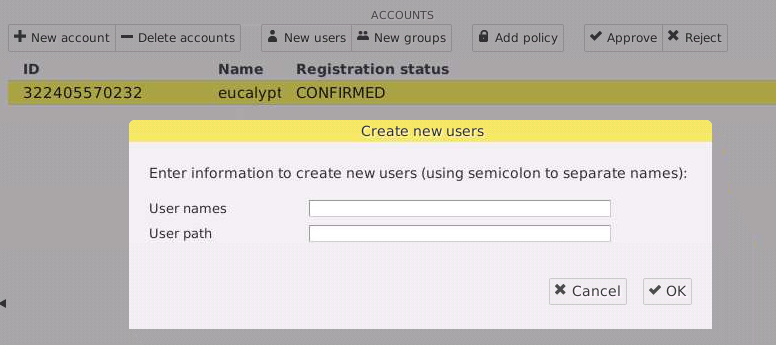 ACCOUNTS
New account Delete accounts New users New groups Add policy Approve Reject
ID Name Registration status
322405570232 eucalypt CONFIRMED
Create new users
Enter information to create new users (using semicolon to separate names):
User names
User path
Cancel OK